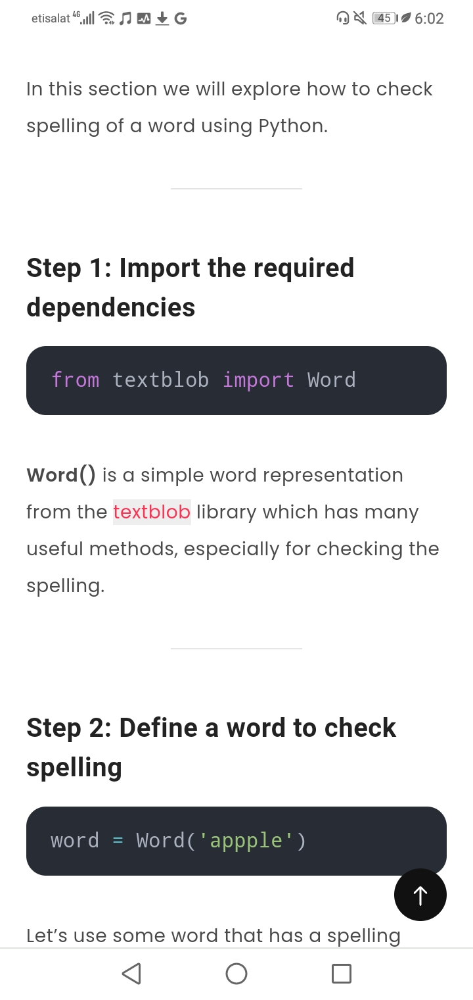 etisalat 4G 45 6:02
In this section we will explore how to check
spelling of a word using Python.
Step 1: Import the required
dependencies
from textblob import Word
Word() is a simple word representation
from the textblob library which has many
useful methods, especially for checking the
spelling.
Step 2: Define a word to check
spelling
word = Word('appple')
Let’s use some word that has a spelling